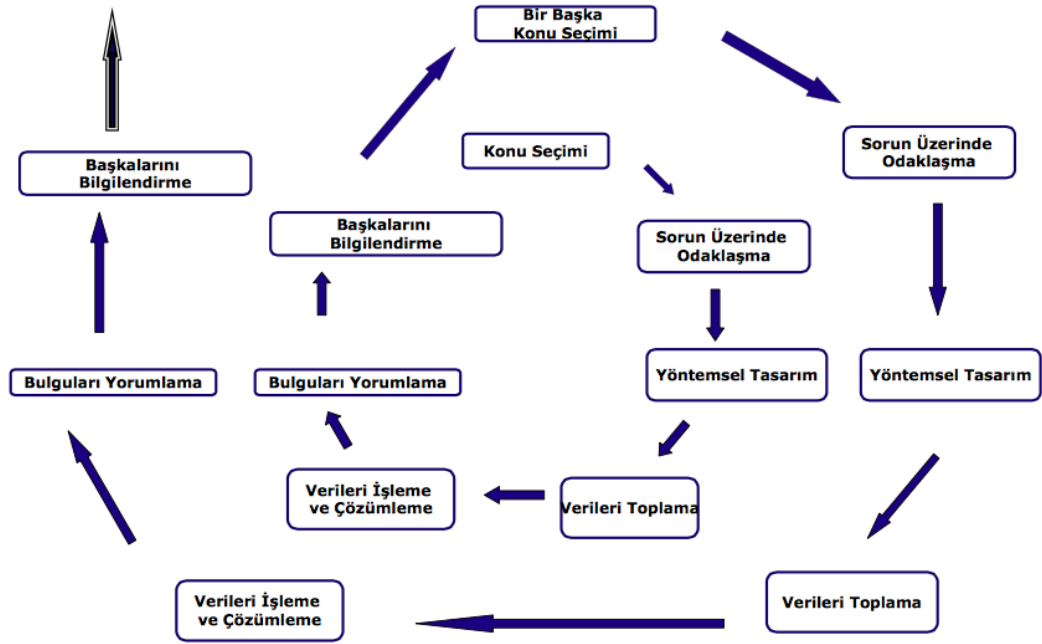 Bir Başka
Konu Seçimi
Konu Seçimi
Sorun Üzerinde
Odaklaşma
Başkalarını
Bilgilendirme
Başkalarını
Bilgilendirme
Sorun Üzerinde
Odaklaşma
Bulguları Yorumlama
Bulguları Yorumlama
Yöntemsel Tasarım
Yöntemsel Tasarım
Verileri İşleme
ve Çözümleme
Verileri Toplama
Verileri İşleme
ve Çözümleme
Verileri Toplama